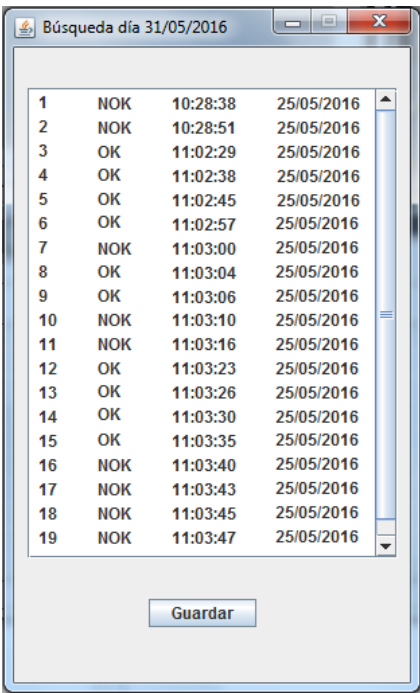 Búsqueda día 31/05/2016
1 NOK 10:28:38 25/05/2016
2 NOK 10:28:51 25/05/2016
3 OK 11:02:29 25/05/2016
4 OK 11:02:38 25/05/2016
5 OK 11:02:45 25/05/2016
6 OK 11:02:57 25/05/2016
7 NOK 11:03:00 25/05/2016
8 OK 11:03:04 25/05/2016
9 OK 11:03:06 25/05/2016
10 NOK 11:03:10 25/05/2016
11 NOK 11:03:16 25/05/2016
12 OK 11:03:23 25/05/2016
13 OK 11:03:26 25/05/2016
14 OK 11:03:30 25/05/2016
15 OK 11:03:35 25/05/2016
16 NOK 11:03:40 25/05/2016
17 NOK 11:03:43 25/05/2016
18 NOK 11:03:45 25/05/2016
19 NOK 11:03:47 25/05/2016
Guardar